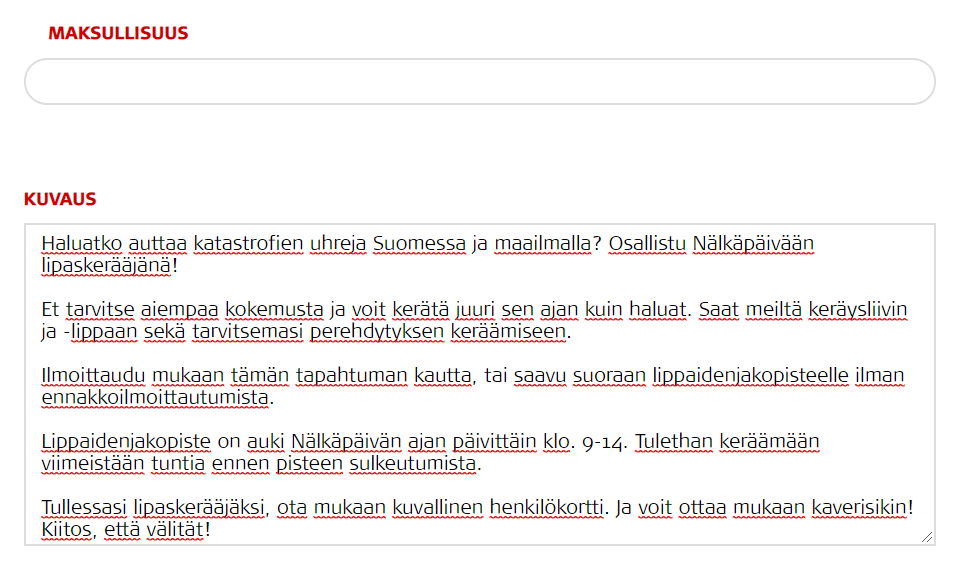 MAKSULLISUUS
KUVAUS
Haluatko auttaa katastrofien uhreja Suomessa ja maailmalla? Osallistu Nälkäpäivään
lipaskerääjänä!
Et tarvitse aiempaa kokemusta ja voit kerätä juuri sen ajan kuin haluat. Saat meiltä keräysliivin
ja -lippaan sekä tarvitsemasi perehdytyksen keräämiseen.
Ilmoittaudu mukaan tämän tapahtuman kautta, tai saavu suoraan lippaidenjakopisteelle ilman
ennakkoilmoittautumista.
Lippaidenjakopiste on auki Nälkäpäivän ajan päivittäin klo. 9-14. Tulethan keräämään
viimeistään tuntia ennen pisteen sulkeutumista.
Tullessasi lipaskerääjäksi, ota mukaan kuvallinen henkilökortti. Ja voit ottaa mukaan kaverisikin!
Kiitos, että välität!